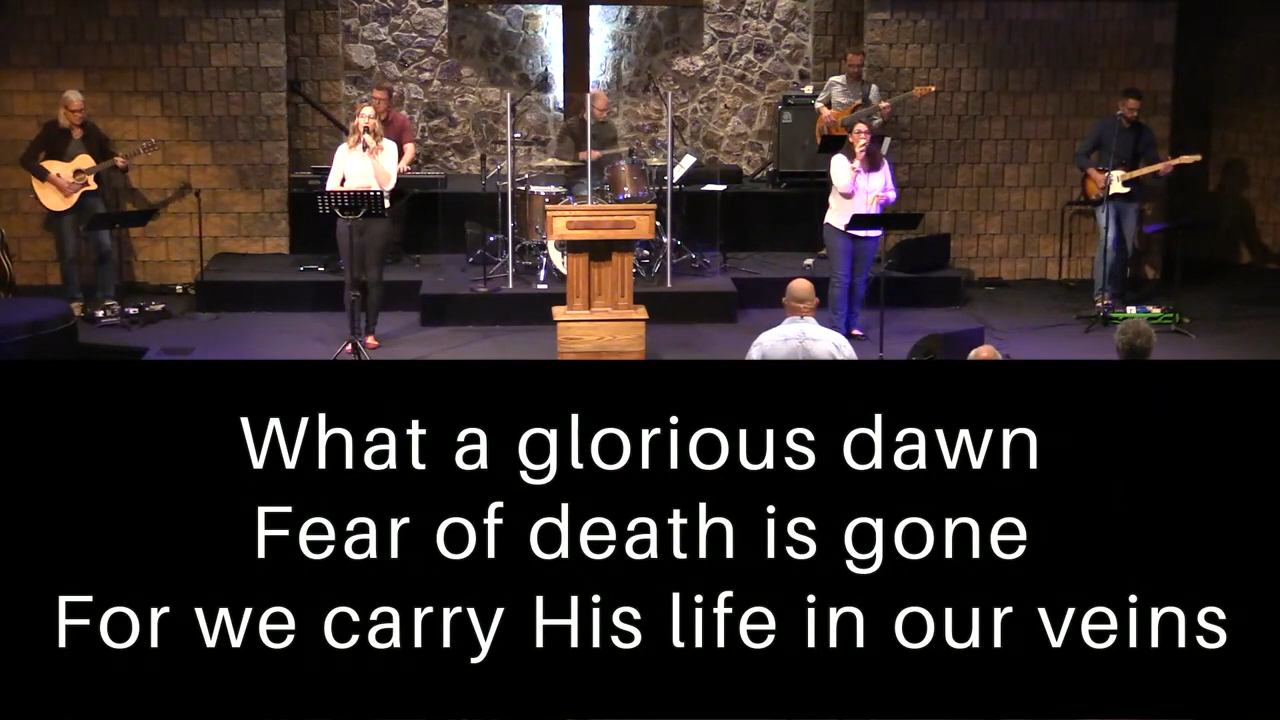 What a glorious dawn
Fear of death is gone
For we carry His life in our veins